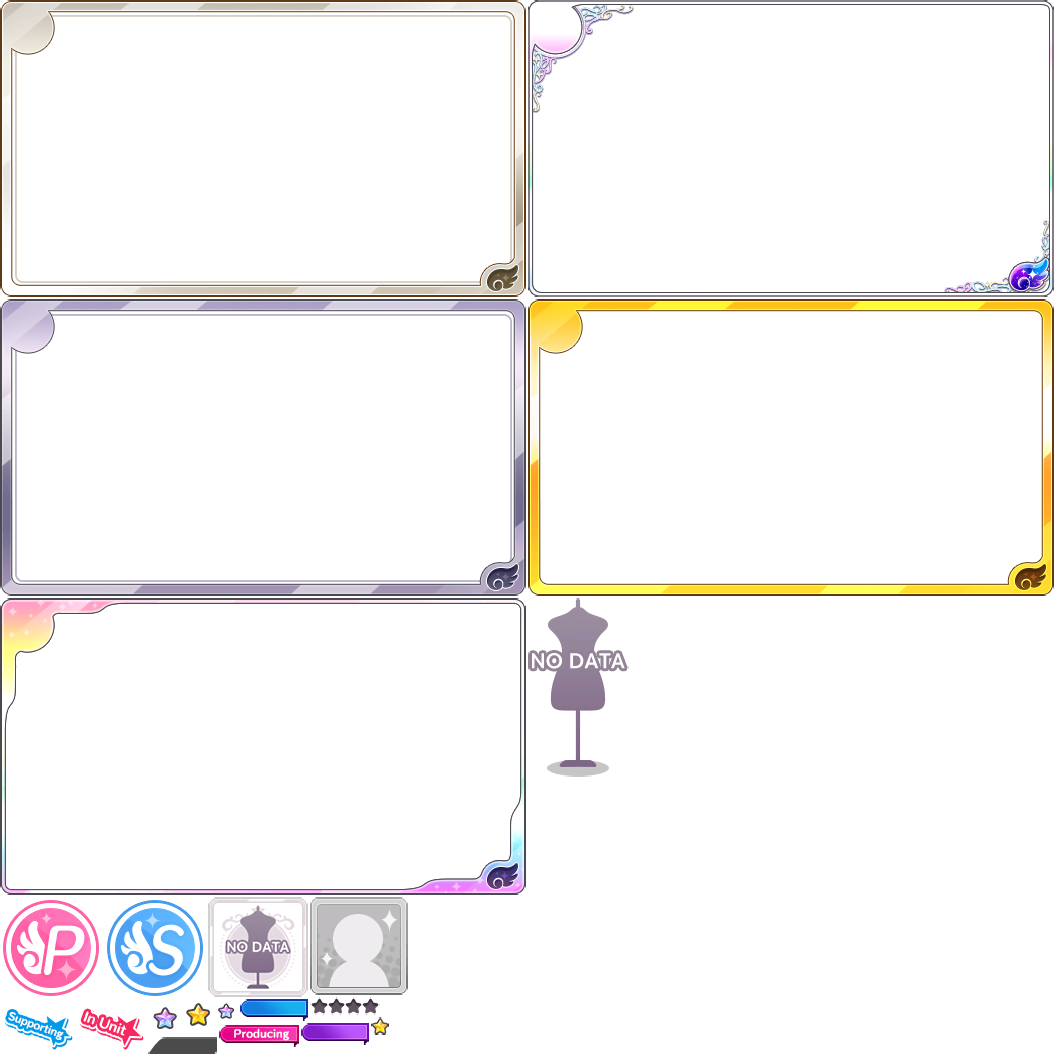 NO DATA
P
S
NO DATA
Supporting
In Unit
Producing